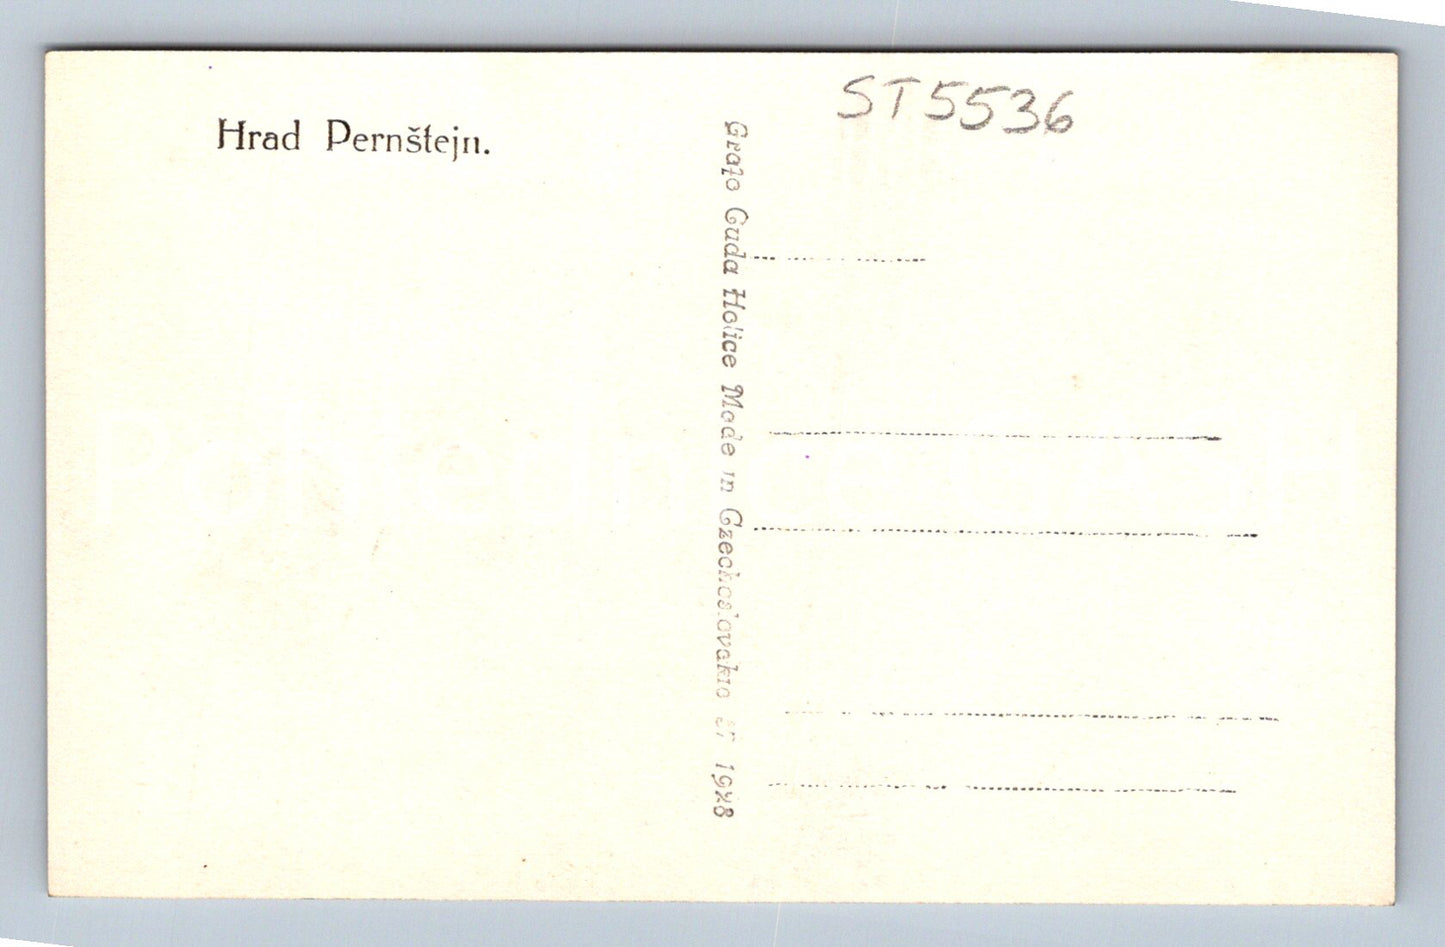 Hrad Pernštejn.
ST5536
Grafo Čuda Holice Made in Czechoslovakia 1928